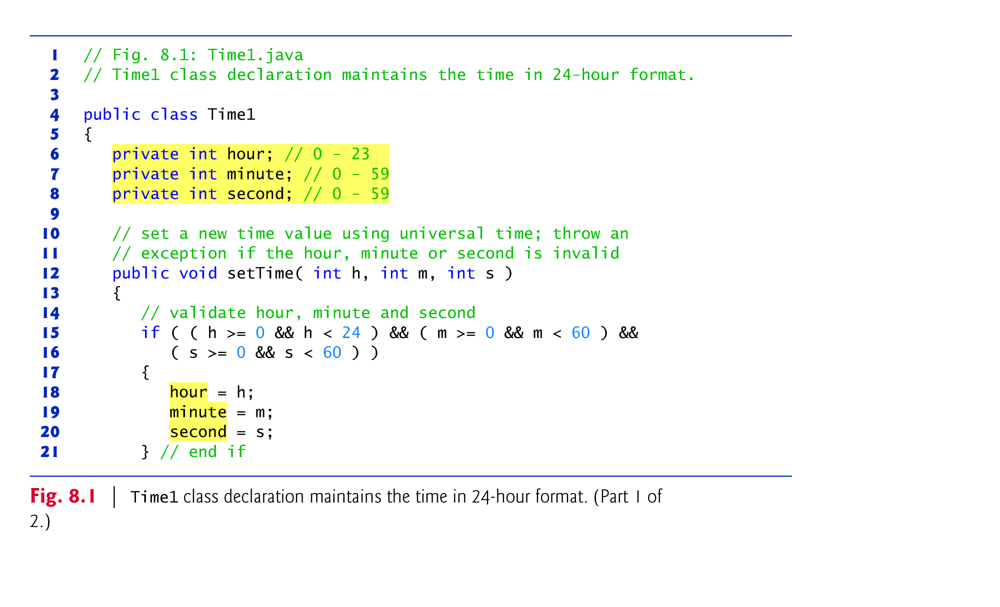 1 // Fig. 8.1: Time1.java
2 // Time1 class declaration maintains the time in 24-hour format.
3
4 public class Time1
5 {
6    private int hour; // 0 - 23
7    private int minute; // 0 - 59
8    private int second; // 0 - 59
9
10    // set a new time value using universal time; throw an
11    // exception if the hour, minute or second is invalid
12    public void setTime( int h, int m, int s )
13    {
14       // validate hour, minute and second
15       if ( ( h >= 0 && h < 24 ) && ( m >= 0 && m < 60 ) &&
16          ( s >= 0 && s < 60 ) )
17       {
18          hour = h;
19          minute = m;
20          second = s;
21       } // end if
Fig. 8.1 | Time1 class declaration maintains the time in 24-hour format. (Part 1 of
2.)